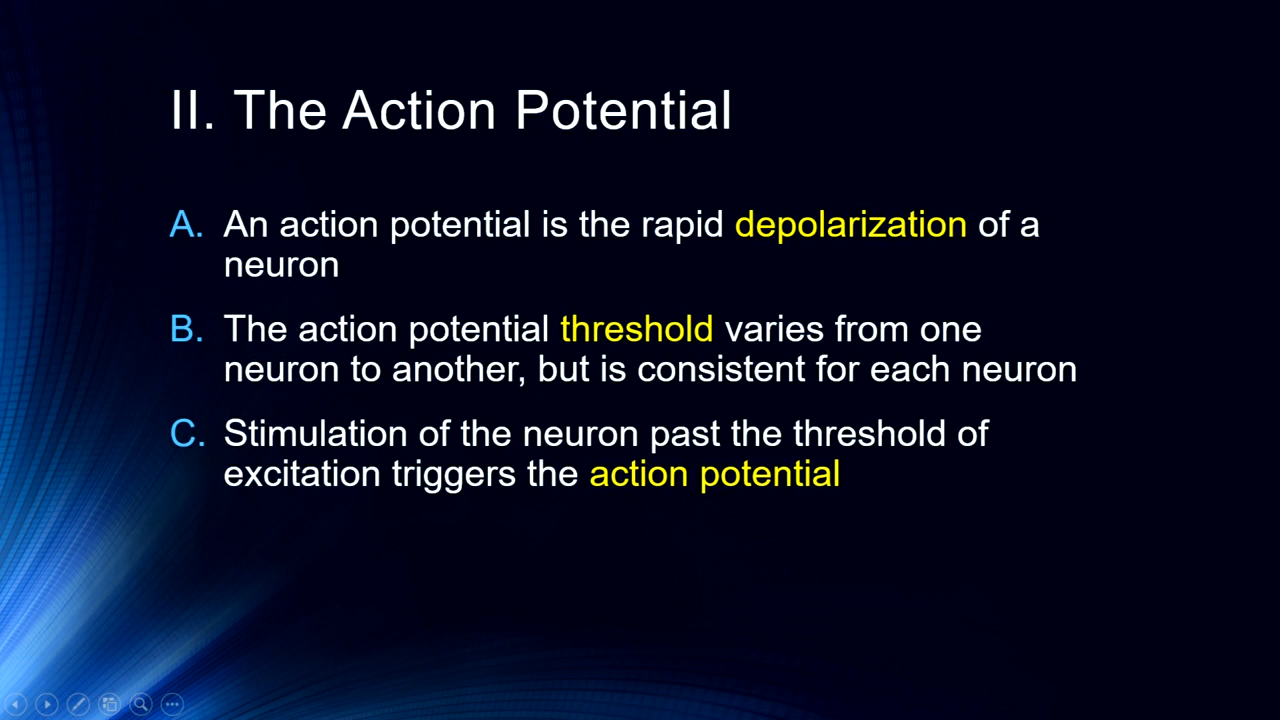 II. The Action Potential
A. An action potential is the rapid depolarization of a
neuron
B. The action potential threshold varies from one
neuron to another, but is consistent for each neuron
C. Stimulation of the neuron past the threshold of
excitation triggers the action potential